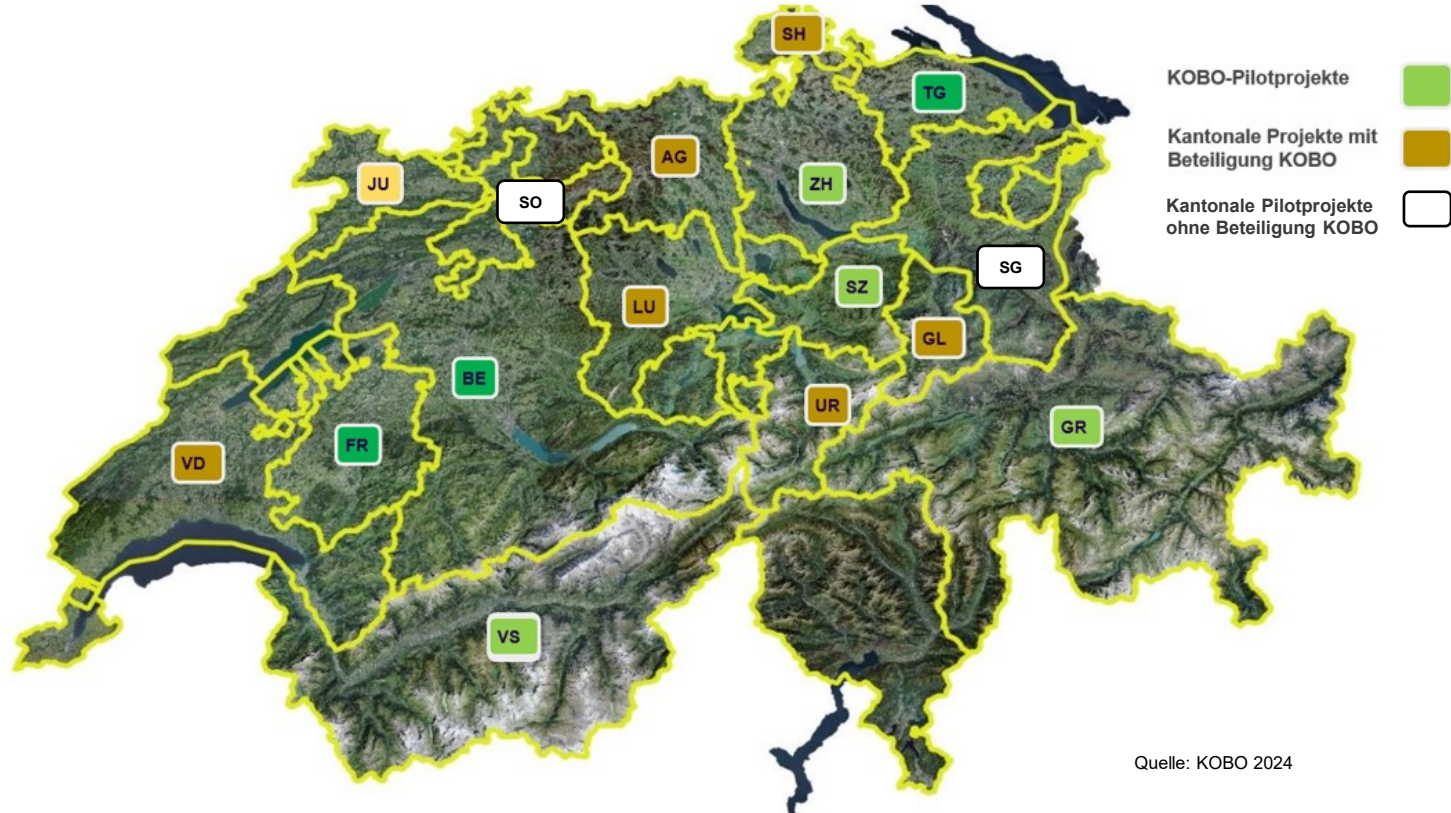 SH
TG
AG
JU
ZH
SO
SG
SZ
LU
GL
BE
UR
GR
FR
VD
VS
KOBO-Pilotprojekte
Kantonale Projekte mit
Beteiligung KOBO
Kantonale Pilotprojekte
ohne Beteiligung KOBO
Quelle: KOBO 2024